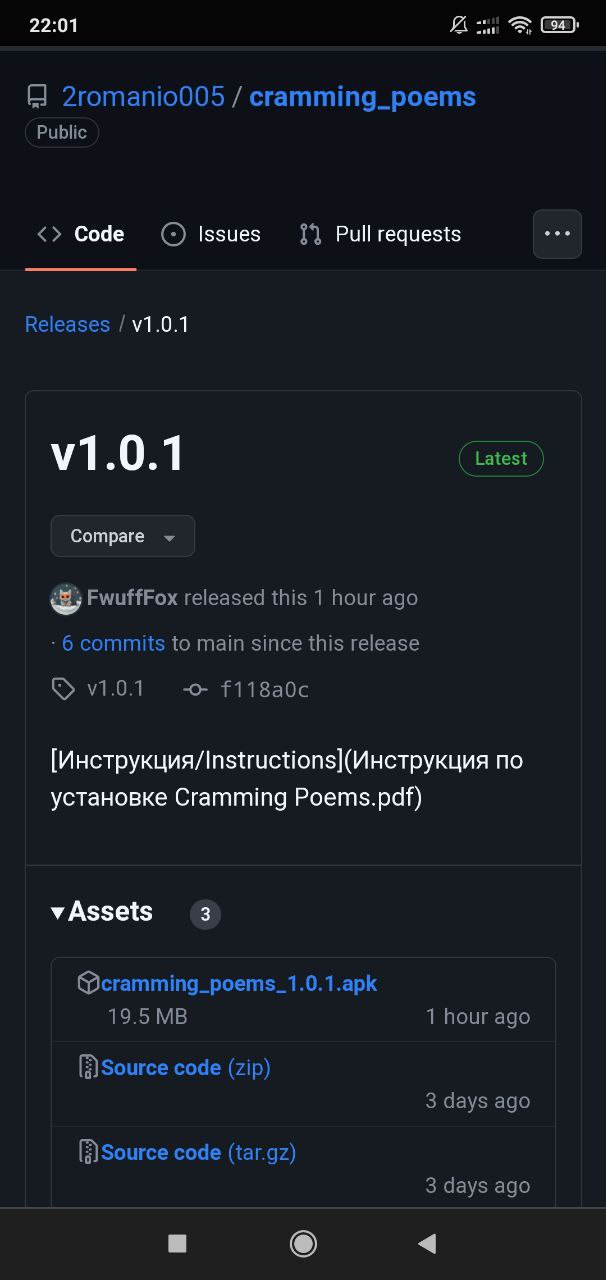 22:01
94
2romanio005 / cramming_poems
Public
Code
Issues
Pull requests
Releases / v1.0.1
v1.0.1
Latest
Compare
FwuffFox released this 1 hour ago
· 6 commits to main since this release
v1.0.1
f118a0c
[Инструкция/Instructions](Инструкция по
установке Cramming Poems.pdf)
Assets 3
cramming_poems_1.0.1.apk
19.5 MB
1 hour ago
Source code (zip)
3 days ago
Source code (tar.gz)
3 days ago